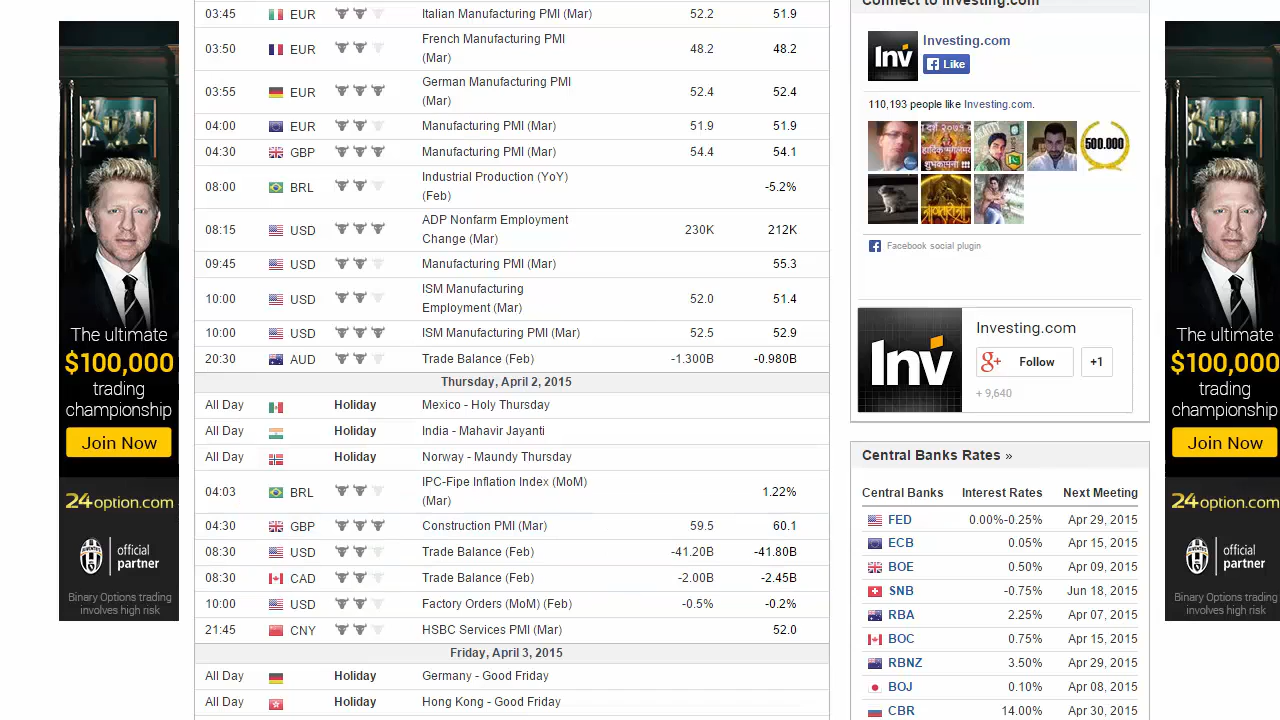 03:45 EUR Italian Manufacturing PMI (Mar) 52.2 51.9
03:50 EUR French Manufacturing PMI (Mar) 48.2 48.2
03:55 EUR German Manufacturing PMI (Mar) 52.4 52.4
04:00 EUR Manufacturing PMI (Mar) 51.9 51.9
GBP Manufacturing PMI (Mar) 54.4 54.1
BRL Industrial Production (YoY) (Feb) -5.2%
08:15 USD ADP Nonfarm Employment Change (Mar) 230K 212K
09:45 USD Manufacturing PMI (Mar) 55.3
10:00 USD ISM Manufacturing Employment (Mar) 52.0 51.4
10:00 USD ISM Manufacturing PMI (Mar) 52.5 52.9
20:30 AUD Trade Balance (Feb) -1.300B -0.980B
Thursday, April 2, 2015
All Day Holiday Mexico - Holy Thursday
All Day Holiday India - Mahavir Jayanti
All Day Holiday Norway - Maundy Thursday
04:03 BRL IPC-Fipe Inflation Index (MoM) (Mar) 1.22%
04:30 GBP Construction PMI (Mar) 59.5 60.1
08:30 USD Trade Balance (Feb) -41.20B -41.80B
08:30 CAD Trade Balance (Feb) -2.00B -2.45B
10:00 USD Factory Orders (MoM) (Feb) -0.5% -0.2%
21:45 CNY HSBC Services PMI (Mar) 52.0
Friday, April 3, 2015
All Day Holiday Germany - Good Friday
All Day Holiday Hong Kong - Good Friday
Connect to Investing.com
Inv
Investing.com
Like
110,193 people like Investing.com.
500.000
Facebook social plugin
Inv
Investing.com
g+ Follow +1
+ 9,640
Central Banks Rates »
Central Banks Interest Rates Next Meeting
FED 0.00%-0.25% Apr 29, 2015
ECB 0.05% Apr 15, 2015
BOE 0.50% Apr 09, 2015
SNB -0.75% Jun 18, 2015
RBA 2.25% Apr 07, 2015
BOC 0.75% Apr 15, 2015
RBNZ 3.50% Apr 29, 2015
BOJ 0.10% Apr 08, 2015
CBR 14.00% Apr 30, 2015
The ultimate
$100,000
trading
championship
Join Now
24option.com
official
partner
Binary Options trading
involves high risk
The ultimate
$100,000
trading
championship
Join Now
24option.com
official
partner
Binary Options trading
involves high risk